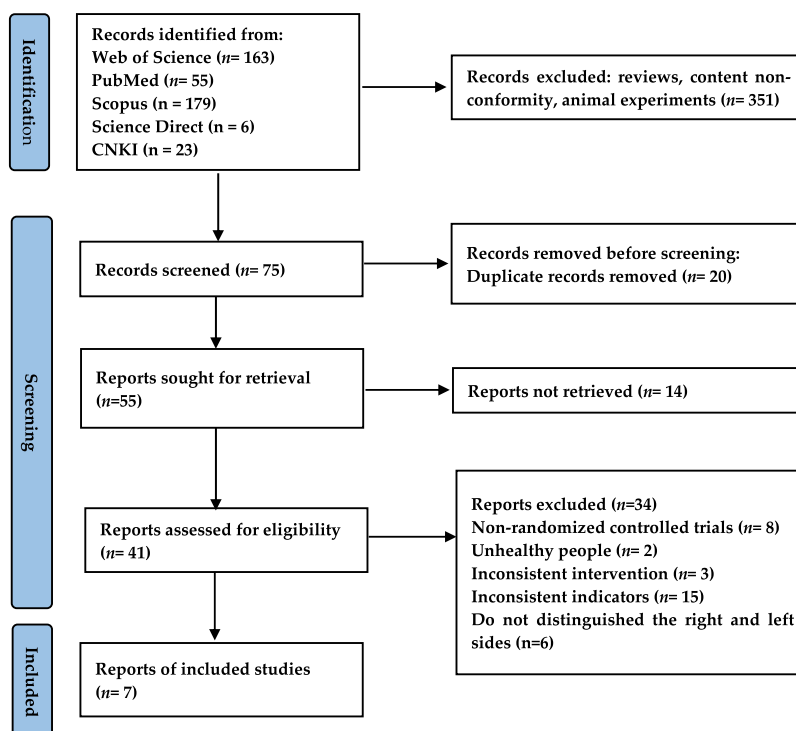 Identification
Records identified from:
Web of Science (n= 163)
PubMed (n= 55)
Scopus (n = 179)
Science Direct (n = 6)
CNKI (n = 23)
Records excluded: reviews, content non-
conformity, animal experiments (n= 351)
Screening
Records screened (n= 75)
Records removed before screening:
Duplicate records removed (n= 20)
Reports sought for retrieval
(n=55)
Reports not retrieved (n= 14)
Reports assessed for eligibility
(n= 41)
Reports excluded (n=34)
Non-randomized controlled trials (n= 8)
Unhealthy people (n= 2)
Inconsistent intervention (n= 3)
Inconsistent indicators (n= 15)
Do not distinguished the right and left
sides (n=6)
Included
Reports of included studies
(n= 7)